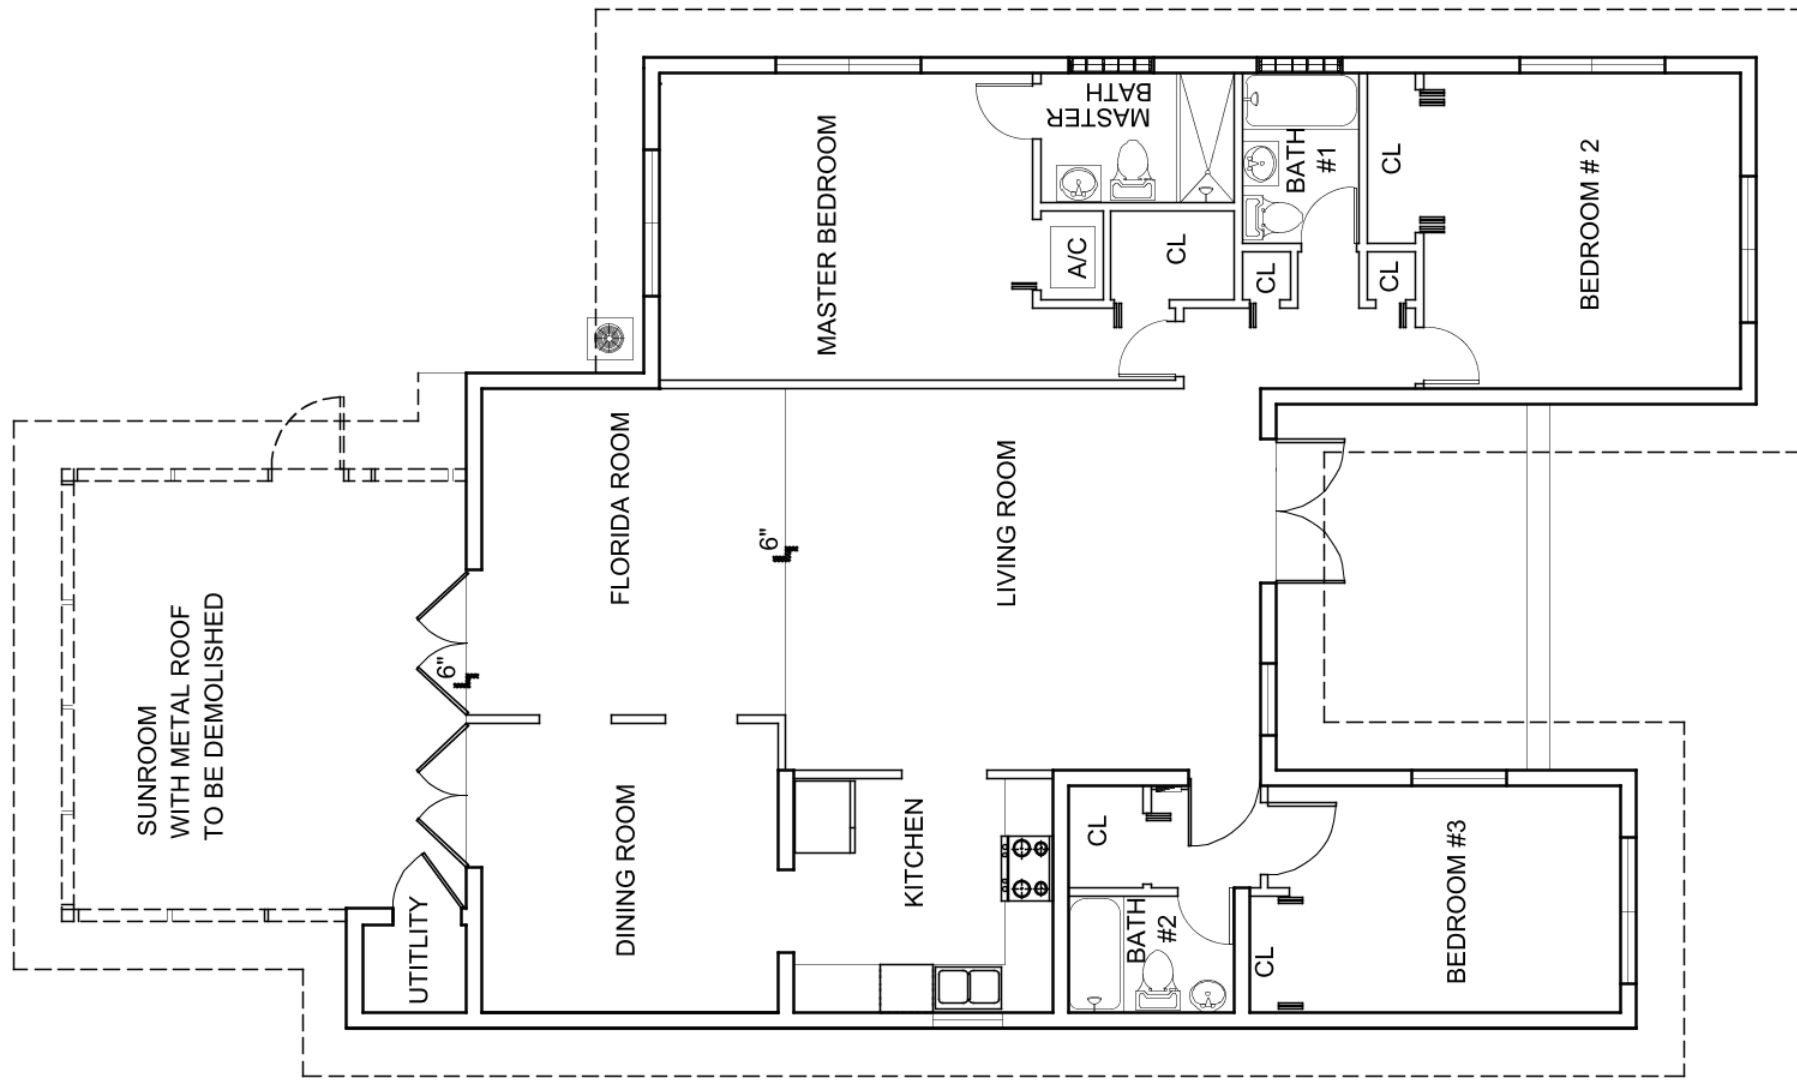 MASTER BEDROOM
MASTER
BATH
BATH
#1
CL
BEDROOM # 2
A/C
CL
CL
CL
FLORIDA ROOM
LIVING ROOM
6"
6"
SUNROOM
WITH METAL ROOF
TO BE DEMOLISHED
DINING ROOM
KITCHEN
CL
BEDROOM #3
UTITLITY
BATH
#2
CL